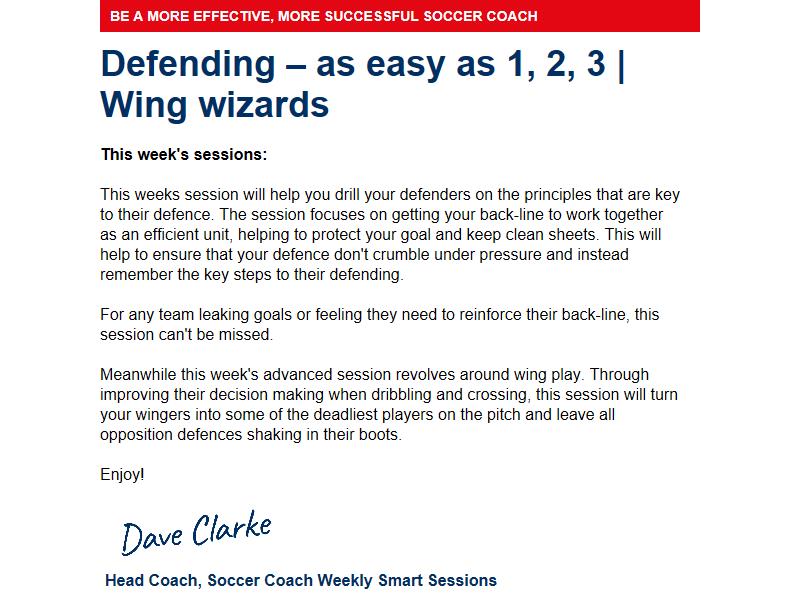 BE A MORE EFFECTIVE, MORE SUCCESSFUL SOCCER COACH
Defending – as easy as 1, 2, 3 |
Wing wizards
This week's sessions:
This weeks session will help you drill your defenders on the principles that are key
to their defence. The session focuses on getting your back-line to work together
as an efficient unit, helping to protect your goal and keep clean sheets. This will
help to ensure that your defence don't crumble under pressure and instead
remember the key steps to their defending.
For any team leaking goals or feeling they need to reinforce their back-line, this
session can't be missed.
Meanwhile this week's advanced session revolves around wing play. Through
improving their decision making when dribbling and crossing, this session will turn
your wingers into some of the deadliest players on the pitch and leave all
opposition defences shaking in their boots.
Enjoy!
Dave Clarke
Head Coach, Soccer Coach Weekly Smart Sessions